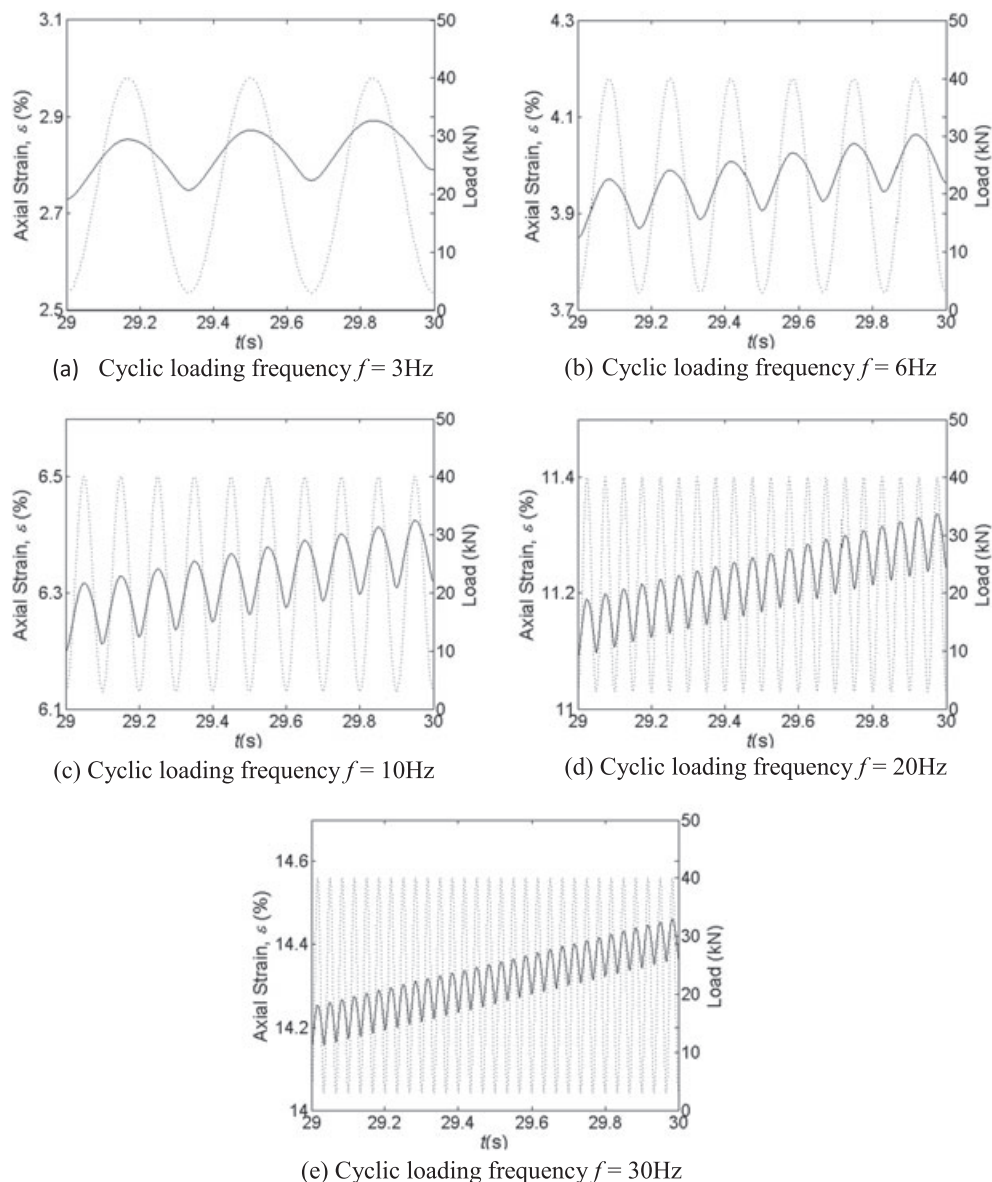 3.1
2.9
2.7
2.5
Axial Strain, ε (%)
50
40
30
20
10
0
Load (kN)
29 29.2 29.4 29.6 29.8 30
t(s)
(a) Cyclic loading frequency f = 3Hz
4.3
4.1
3.9
3.7
Axial Strain, ε (%)
50
40
30
20
10
0
Load (kN)
29 29.2 29.4 29.6 29.8 30
t(s)
(b) Cyclic loading frequency f = 6Hz
6.5
6.3
6.1
Axial Strain, ε (%)
50
40
30
20
10
0
Load (kN)
29 29.2 29.4 29.6 29.8 30
t(s)
(c) Cyclic loading frequency f = 10Hz
11.4
11.2
11
Axial Strain, ε (%)
50
40
30
20
10
0
Load (kN)
29 29.2 29.4 29.6 29.8 30
t(s)
(d) Cyclic loading frequency f = 20Hz
14.6
14.4
14.2
14
Axial Strain, ε (%)
50
40
30
20
10
0
Load (kN)
29 29.2 29.4 29.6 29.8 30
t(s)
(e) Cyclic loading frequency f = 30Hz